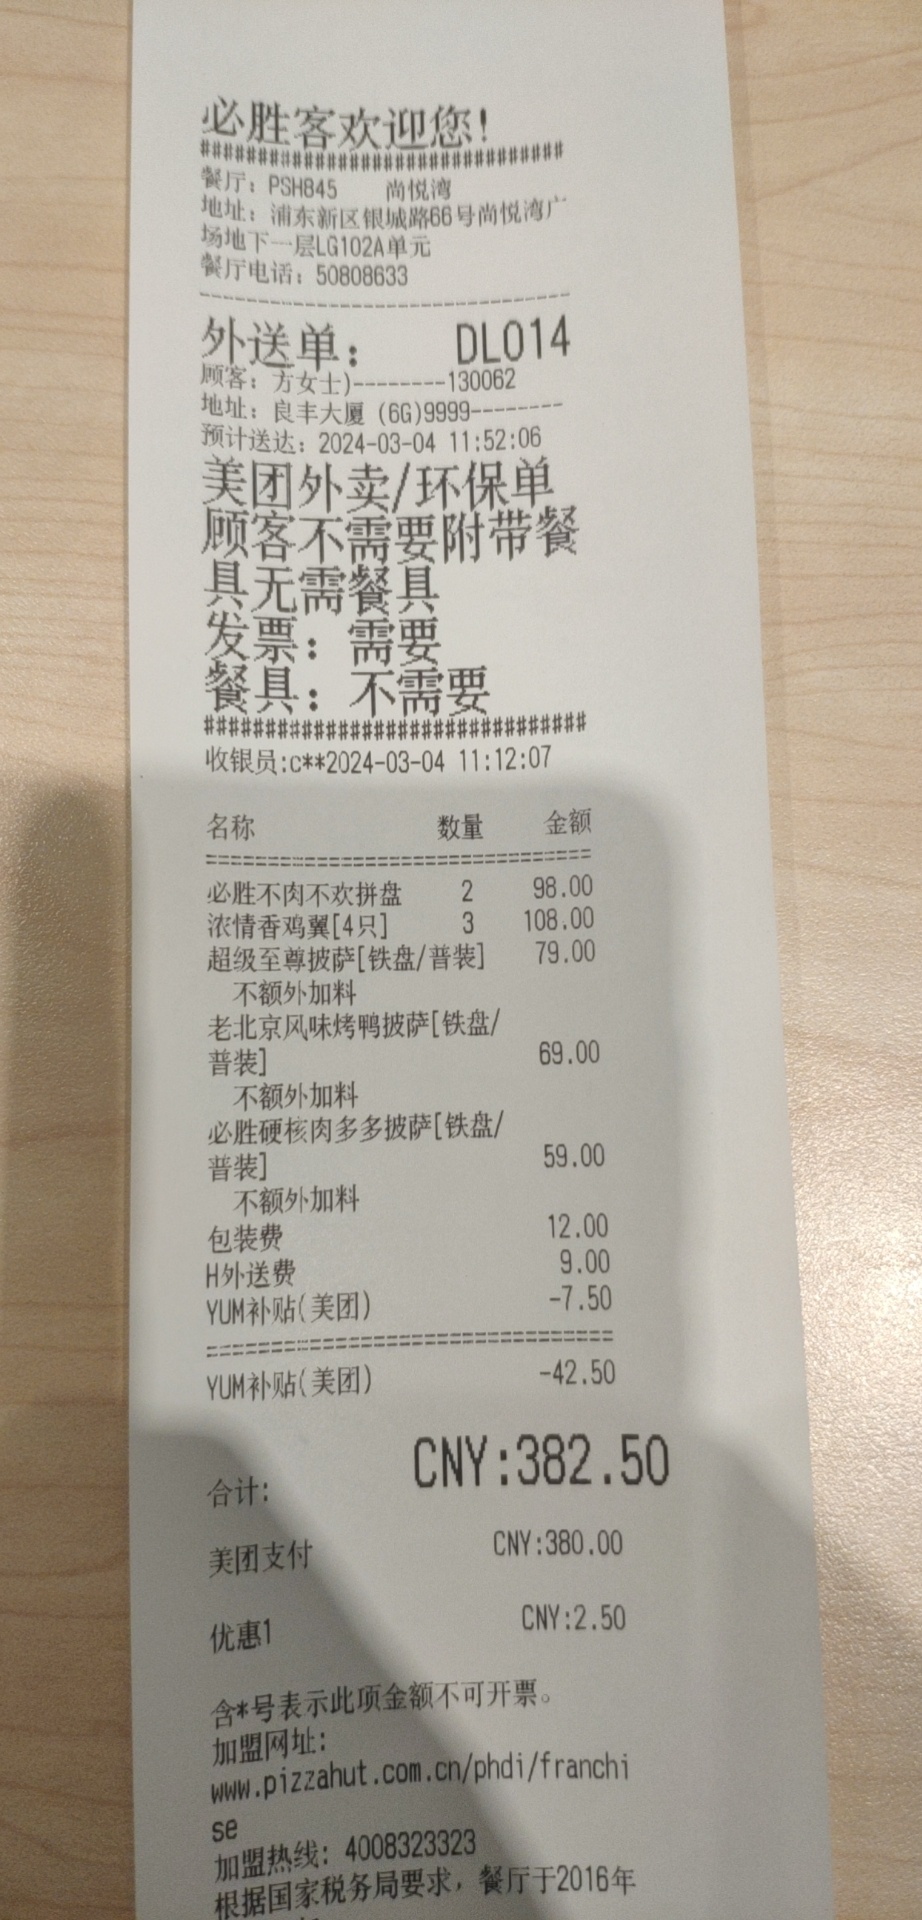 必胜客欢迎您!
###############################
餐厅: PSH845 尚悦湾
地址: 浦东新区银城路66号尚悦湾广
场地下一层LG102A单元
餐厅电话: 50808633
--------------------------------
外送单: DL014
顾客: 方女士)--------130062
地址: 良丰大厦 (6G)9999--------
预计送达: 2024-03-04 11:52:06
美团外卖/环保单
顾客不需要附带餐
具无需餐具
发票: 需要
餐具: 不需要
################################
收银员:c**2024-03-04 11:12:07
名称 数量 金额
================================
必胜不肉不欢拼盘 2 98.00
浓情香鸡翼[4只] 3 108.00
超级至尊披萨[铁盘/普装] 79.00
不额外加料
老北京风味烤鸭披萨[铁盘/
普装] 69.00
不额外加料
必胜硬核肉多多披萨[铁盘/
普装] 59.00
不额外加料
包装费 12.00
H外送费 9.00
YUM补贴(美团) -7.50
================================
YUM补贴(美团) -42.50
合计: CNY:382.50
美团支付 CNY:380.00
优惠1 CNY:2.50
含*号表示此项金额不可开票。
加盟网址:
www.pizzahut.com.cn/phdi/franchi
se
加盟热线: 4008323323
根据国家税务局要求，餐厅于2016年